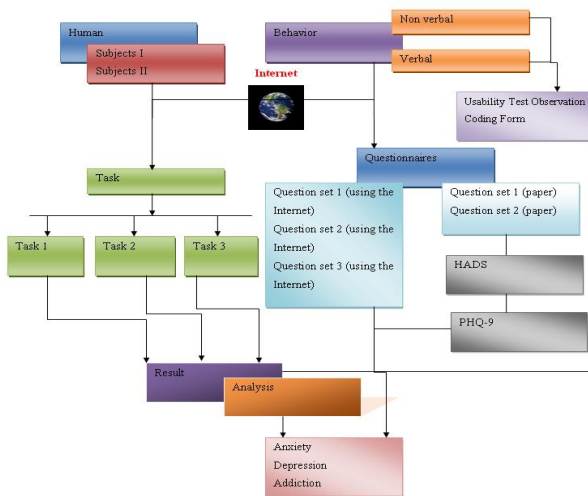 Human
Behavior
Non verbal
Subjects I
Subjects II
Verbal
Internet
Usability Test Observation
Coding Form
Questionnaires
Task
Question set 1 (using the
Internet)
Question set 2 (using the
Internet)
Question set 3 (using the
Internet)
Question set 1 (paper)
Question set 2 (paper)
Task 1
Task 2
Task 3
HADS
PHQ-9
Result
Analysis
Anxiety
Depression
Addiction